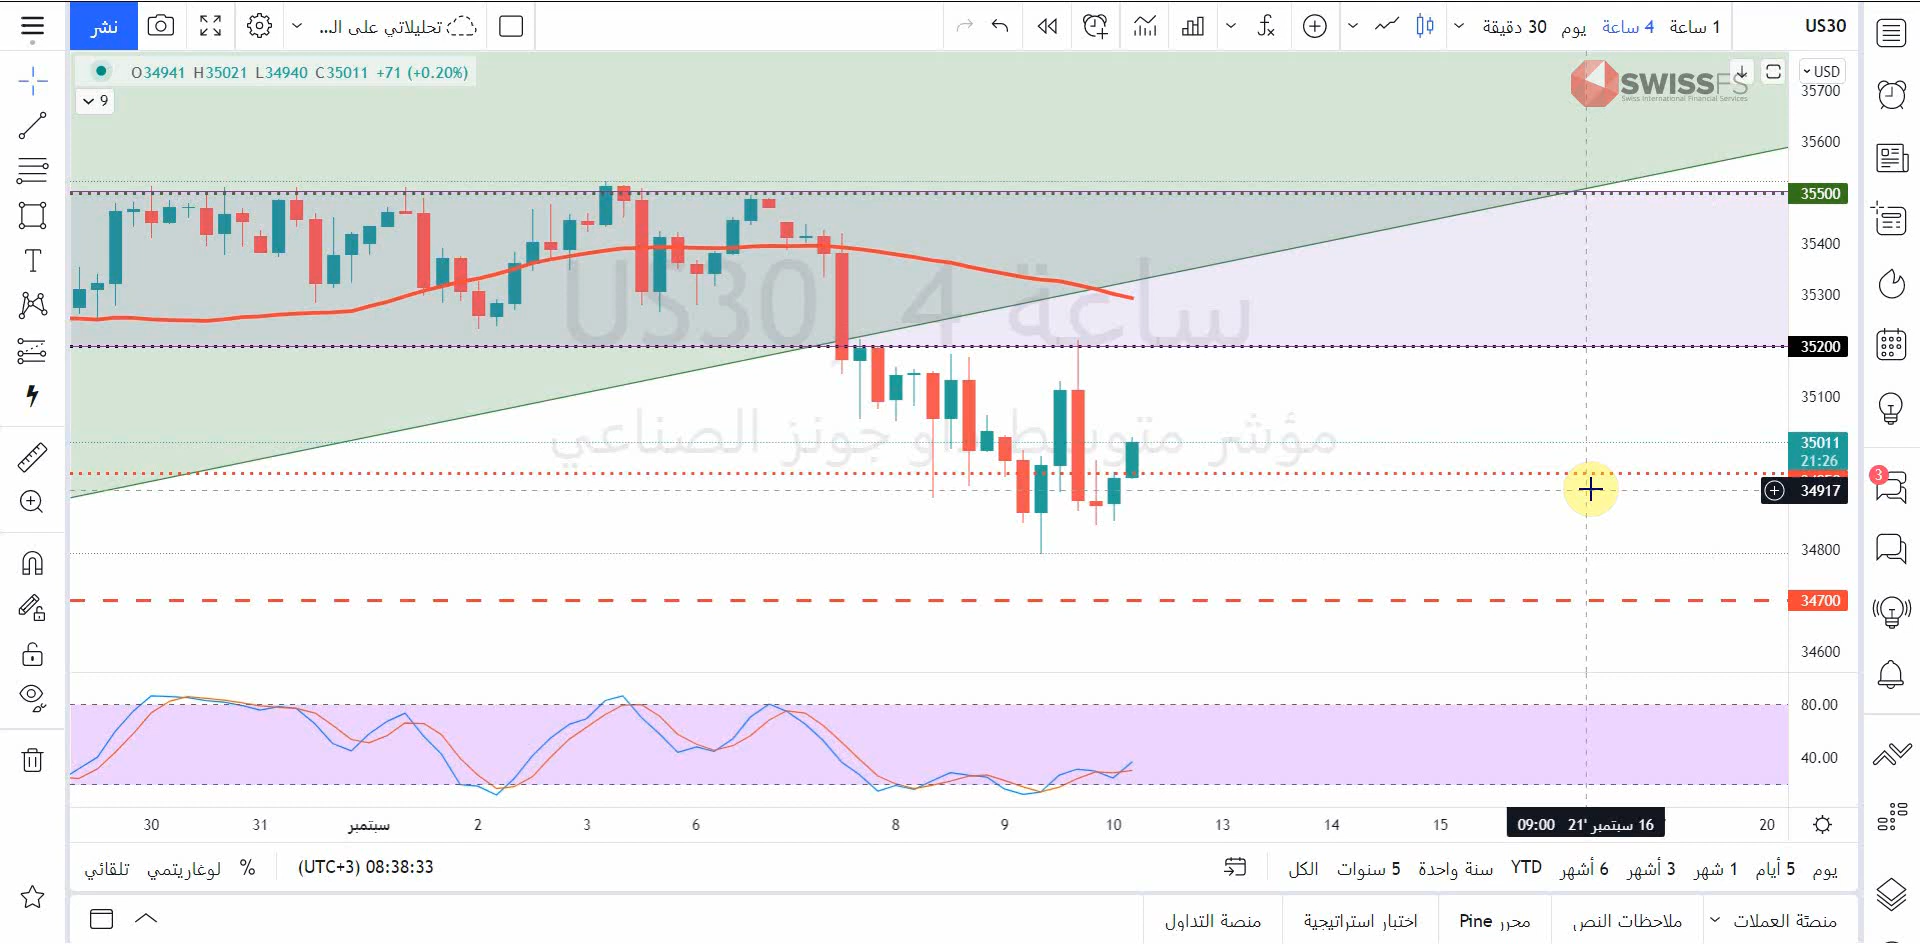 نشر
تحليلاتي على الـ...
30 دقيقة
يوم
4 ساعة
1 ساعة
US30
O34941 H35021 L34940 C35011 +71 (+0.20%)
9
SWISSFS
Swiss International Financial Services
USD
35700
35600
35500
35400
35300
35200
35100
35011
21:26
34917
34800
34700
34600
US30, 4 ساعة
مؤشر متوسط داو جونز الصناعي
3
80.00
40.00
30
31
سبتمبر
2
3
6
8
9
10
13
14
15
16 سبتمبر '21 09:00
20
تلقائي
لوغاريتمي
%
08:38:33 (UTC+3)
الكل
5 سنوات
سنة واحدة
YTD
6 أشهر
3 أشهر
1 شهر
5 أيام
يوم
منصة التداول
اختبار استراتيجية
محرر Pine
ملاحظات النص
منصتة العملات